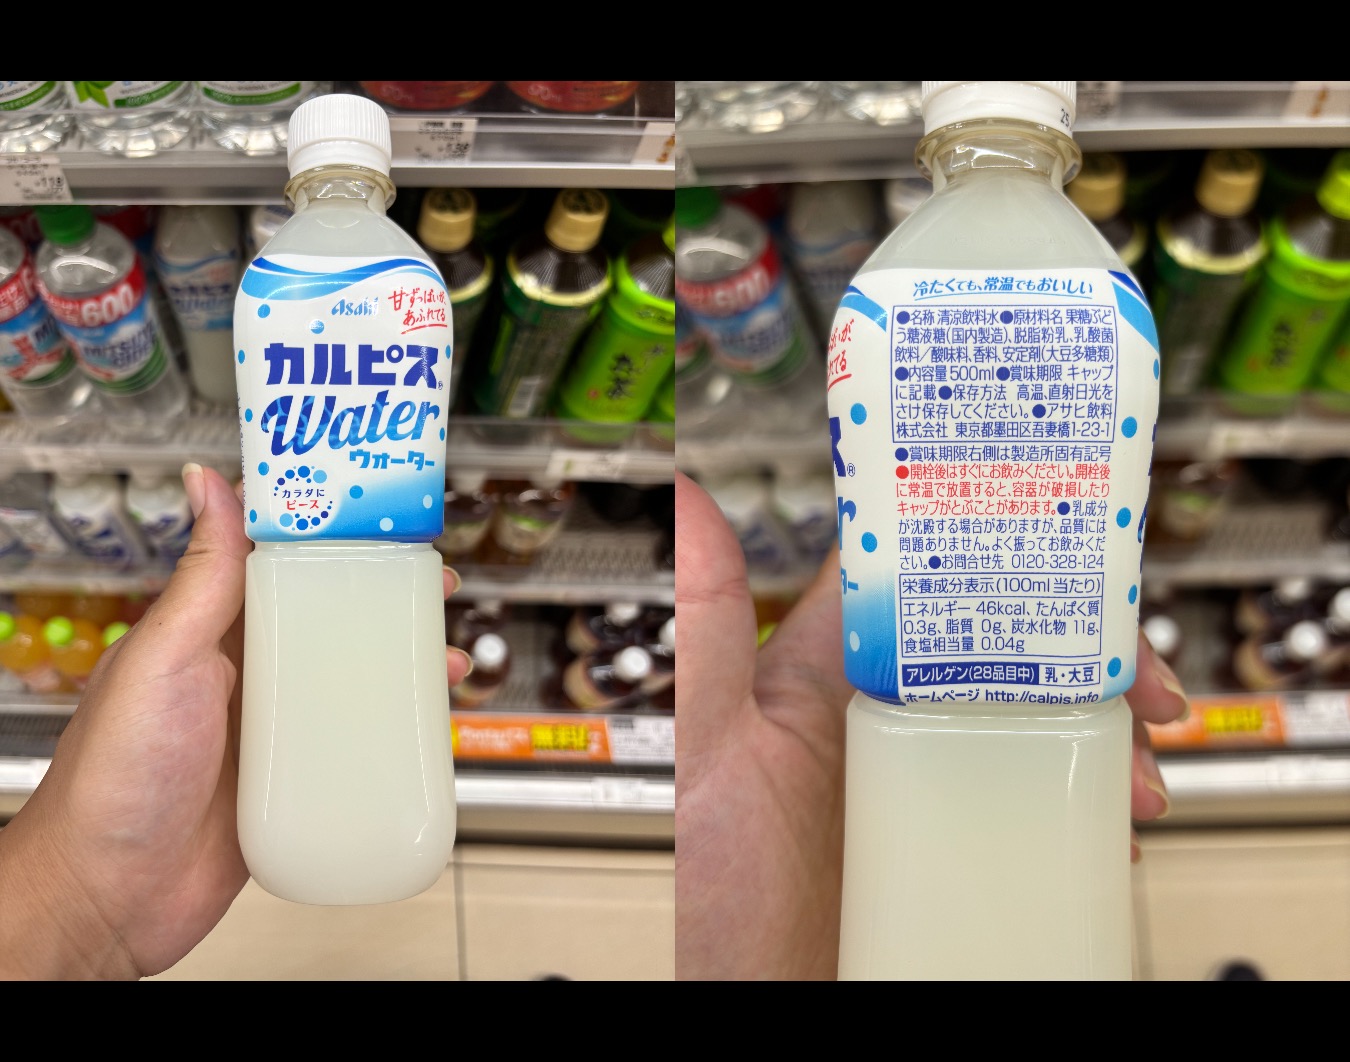 Asahi
甘ずっぱいが、
あふれてる
カルピス®
Water
ウォーター
カラダに
ピース
118
600
600
25
冷たくても、常温でもおいしい
●名称 清涼飲料水●原材料名 果糖ぶど
う糖液糖(国内製造)、脱脂粉乳、乳酸菌
飲料/酸味料、香料、安定剤(大豆多糖類)
●内容量 500ml●賞味期限 キャップ
に記載●保存方法 高温、直射日光を
さけ保存してください。●アサヒ飲料
株式会社 東京都墨田区吾妻橋1-23-1
●賞味期限右側は製造所固有記号
●開栓後はすぐにお飲みください。開栓後
に常温で放置すると、容器が破損したり
キャップがとぶことがあります。●乳成分
が沈殿する場合がありますが、品質には
問題ありません。よく振ってお飲みくだ
さい。●お問合せ先 0120-328-124
栄養成分表示(100ml当たり)
エネルギー 46kcal、たんぱく質
0.3g、脂質 0g、炭水化物 11g、
食塩相当量 0.04g
アレルゲン(28品目中) 乳・大豆
ホームページ http://calpis.info